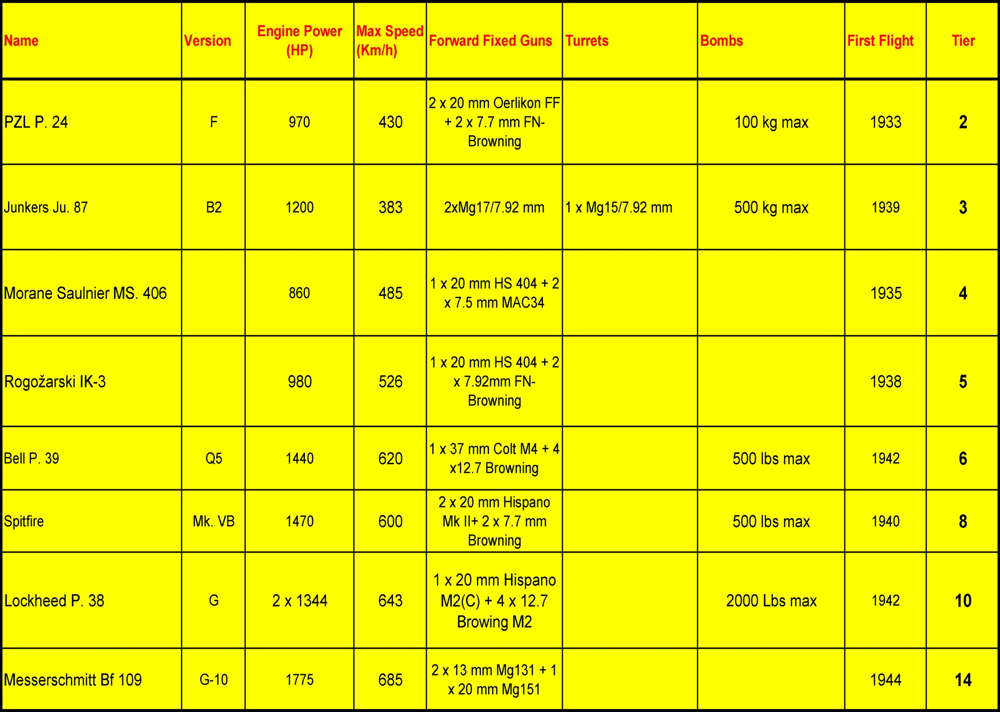 Name Version Engine Power (HP) Max Speed (Km/h) Forward Fixed Guns Turrets Bombs First Flight Tier
PZL P. 24 F 970 430 2 x 20 mm Oerlikon FF + 2 x 7.7 mm FN-Browning 100 kg max 1933 2
Junkers Ju. 87 B2 1200 383 2xMg17/7.92 mm 1 x Mg15/7.92 mm 500 kg max 1939 3
Morane Saulnier MS. 406 860 485 1 x 20 mm HS 404 + 2 x 7.5 mm MAC34 1935 4
Rogožarski IK-3 980 526 1 x 20 mm HS 404 + 2 x 7.92mm FN-Browning 1938 5
Bell P. 39 Q5 1440 620 1 x 37 mm Colt M4 + 4 x12.7 Browning 500 lbs max 1942 6
Spitfire Mk. VB 1470 600 2 x 20 mm Hispano Mk II+ 2 x 7.7 mm Browning 500 lbs max 1940 8
Lockheed P. 38 G 2 x 1344 643 1 x 20 mm Hispano M2(C) + 4 x 12.7 Browing M2 2000 Lbs max 1942 10
Messerschmitt Bf 109 G-10 1775 685 2 x 13 mm Mg131 + 1 x 20 mm Mg151 1944 14